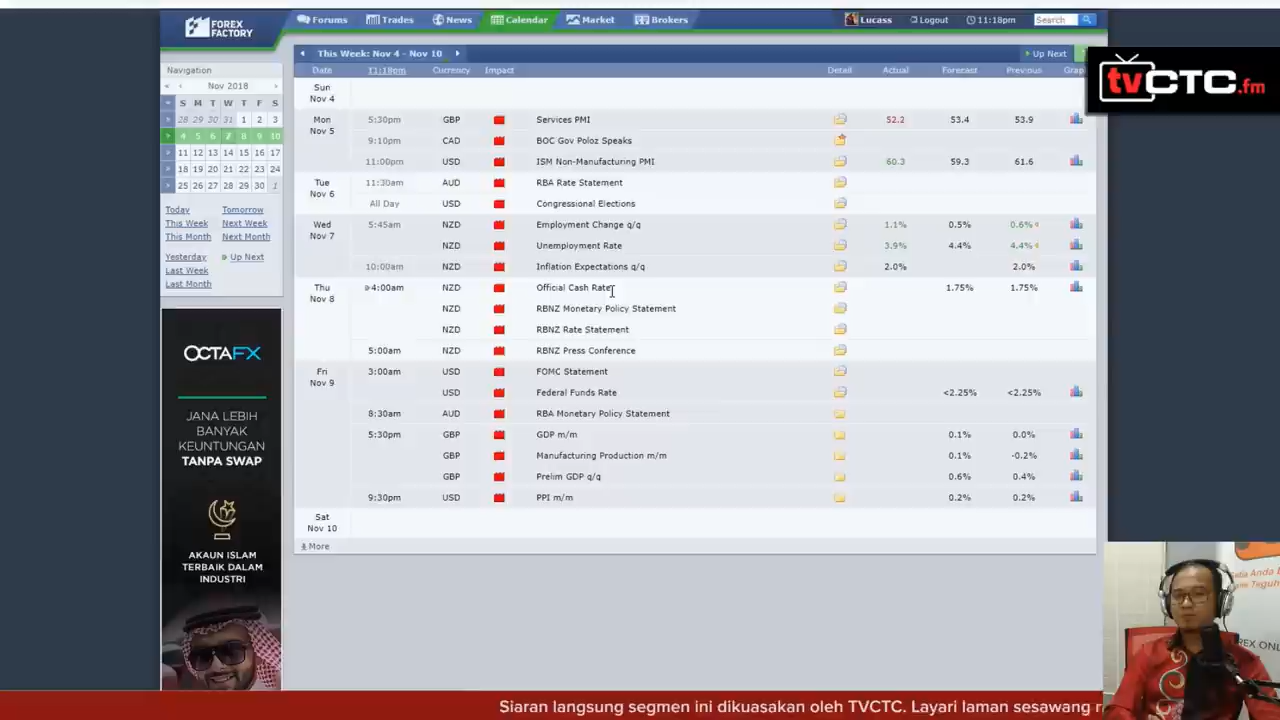 FOREX
FACTORY
Forums
Trades
News
Calendar
Market
Brokers
Lucass
Logout
11:18pm
Search
This Week: Nov 4 - Nov 10
Up Next
tvCTC.fm
Navigation
Nov 2018
S M T W T F S
28 29 30 31 1 2 3
4 5 6 7 8 9 10
11 12 13 14 15 16 17
18 19 20 21 22 23 24
25 26 27 28 29 30 1
Today Tomorrow
This Week Next Week
This Month Next Month
Yesterday Up Next
Last Week
Last Month
Date 11:18pm Currency Impact Detail Actual Forecast Previous Graph
Sun
Nov 4
Mon
Nov 5
5:30pm GBP Services PMI 52.2 53.4 53.9
9:10pm CAD BOC Gov Poloz Speaks
11:00pm USD ISM Non-Manufacturing PMI 60.3 59.3 61.6
Tue
Nov 6
11:30am AUD RBA Rate Statement
All Day USD Congressional Elections
Wed
Nov 7
5:45am NZD Employment Change q/q 1.1% 0.5% 0.6%
NZD Unemployment Rate 3.9% 4.4% 4.4%
10:00am NZD Inflation Expectations q/q 2.0% 2.0%
Thu
Nov 8
4:00am NZD Official Cash Rate 1.75% 1.75%
NZD RBNZ Monetary Policy Statement
NZD RBNZ Rate Statement
5:00am NZD RBNZ Press Conference
Fri
Nov 9
3:00am USD FOMC Statement
USD Federal Funds Rate <2.25% <2.25%
8:30am AUD RBA Monetary Policy Statement
5:30pm GBP GDP m/m 0.1% 0.0%
GBP Manufacturing Production m/m 0.1% -0.2%
GBP Prelim GDP q/q 0.6% 0.4%
9:30pm USD PPI m/m 0.2% 0.2%
Sat
Nov 10
More
OCTAFX
JANA LEBIH
BANYAK
KEUNTUNGAN
TANPA SWAP
AKAUN ISLAM
TERBAIK DALAM
INDUSTRI
Setia Anda
Teguh
REX ONL
Siaran langsung segmen ini dikuasakan oleh TVCTC. Layari laman sesawang